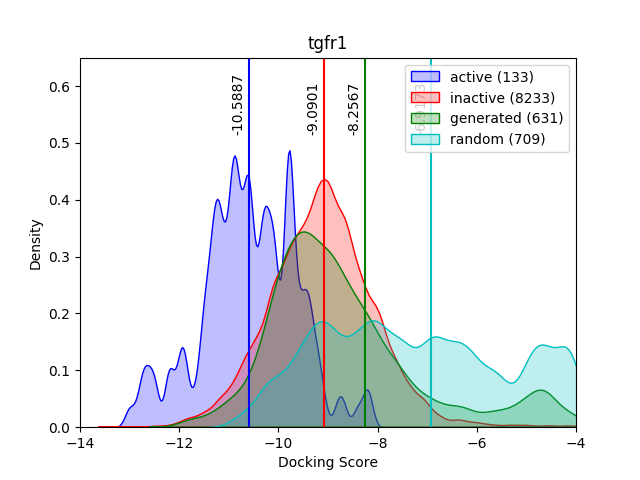 tgfr1
active (133)
inactive (8233)
generated (631)
random (709)
-10.5887
-9.0901
-8.2567
Density
0.6
0.5
0.4
0.3
0.2
0.1
0.0
−14
−12
−10
−8
−6
−4
Docking Score